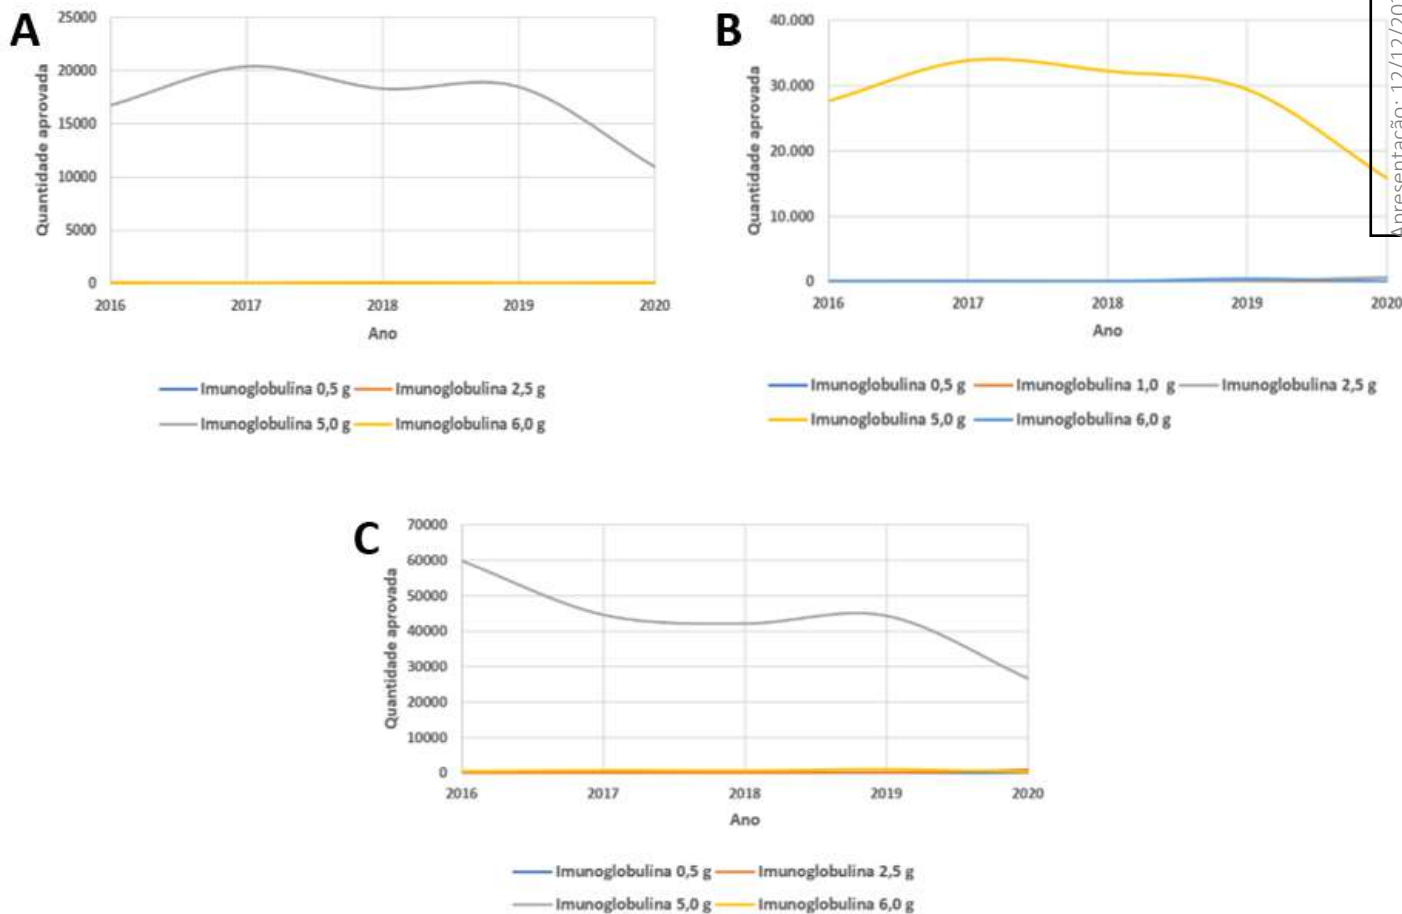 A
Quantidade aprovada
25000
20000
15000
10000
5000
0
2016 2017 2018 2019 2020
Ano
Imunoglobulina 0,5 g Imunoglobulina 2,5 g
Imunoglobulina 5,0 g Imunoglobulina 6,0 g
B
Quantidade aprovada
40.000
30.000
20.000
10.000
0
2016 2017 2018 2019 2020
Ano
Imunoglobulina 0,5 g Imunoglobulina 1,0 g Imunoglobulina 2,5 g
Imunoglobulina 5,0 g Imunoglobulina 6,0 g
Apresentação: 12/12/20
C
Quantidade aprovada
70000
60000
50000
40000
30000
20000
10000
0
2016 2017 2018 2019 2020
Ano
Imunoglobulina 0,5 g Imunoglobulina 2,5 g
Imunoglobulina 5,0 g Imunoglobulina 6,0 g